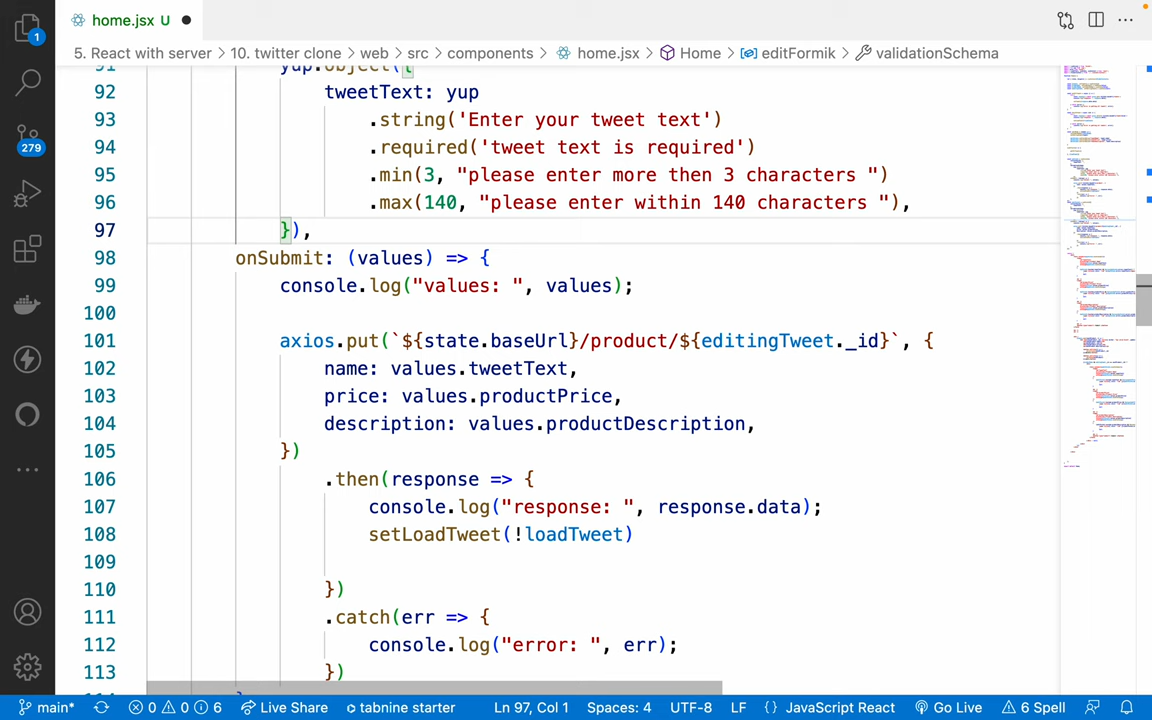 home.jsx U
5. React with server > 10. twitter clone > web > src > components > home.jsx > Home > editFormik > validationSchema
1
279
91 yup.object({
92 tweetText: yup
93 .string('Enter your tweet text')
94 .required('tweet text is required')
95 .min(3, "please enter more then 3 characters ")
96 .max(140, "please enter within 140 characters "),
97 }),
98 onSubmit: (values) => {
99 console.log("values: ", values);
100
101 axios.put(`${state.baseUrl}/product/${editingTweet._id}`, {
102 name: values.tweetText,
103 price: values.productPrice,
104 description: values.productDescription,
105 })
106 .then(response => {
107 console.log("response: ", response.data);
108 setLoadTweet(!loadTweet)
109
110 })
111 .catch(err => {
112 console.log("error: ", err);
113 })
main* 0 0 6 Live Share tabnine starter Ln 97, Col 1 Spaces: 4 UTF-8 LF {} JavaScript React Go Live 6 Spell